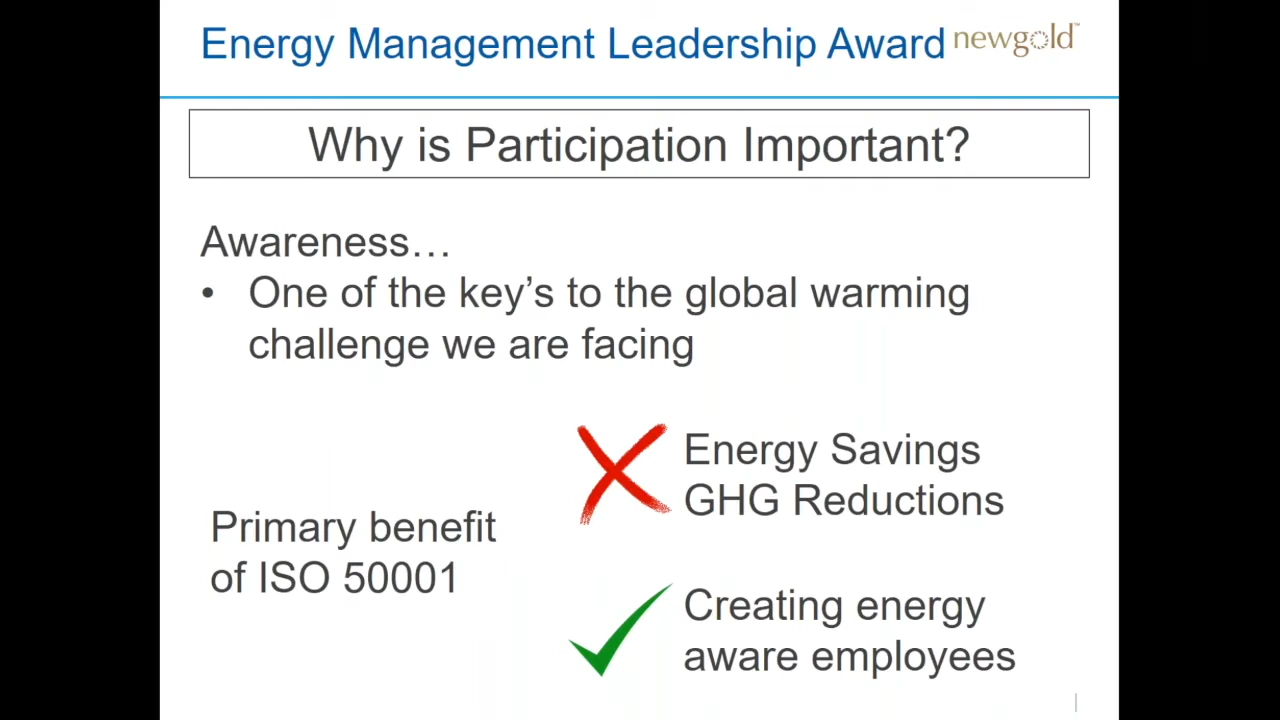 Energy Management Leadership Award newgold™
Why is Participation Important?
Awareness…
• One of the key’s to the global warming
challenge we are facing
Energy Savings
GHG Reductions
Primary benefit
of ISO 50001
Creating energy
aware employees